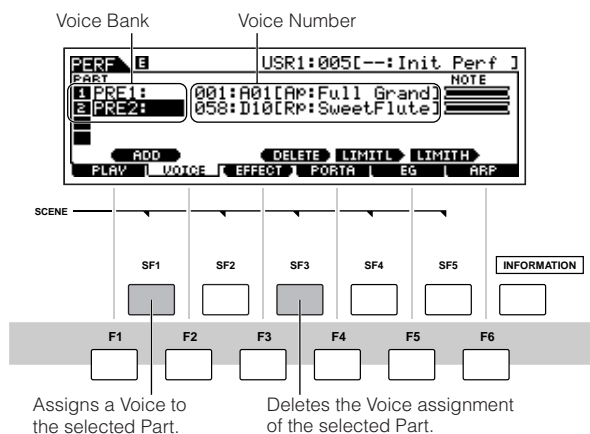 Voice Bank
Voice Number
PERF E USR1:005[--:Init Perf ]
PART NOTE
1 PRE1: 001:A01[AP:Full Grand]
2 PRE2: 058:D10[RP:SweetFlute]
ADD DELETE LIMITL LIMITH
PLAY VOICE EFFECT PORTA EG ARP
SCENE
SF1 SF2 SF3 SF4 SF5 INFORMATION
F1 F2 F3 F4 F5 F6
Assigns a Voice to
the selected Part.
Deletes the Voice assignment
of the selected Part.